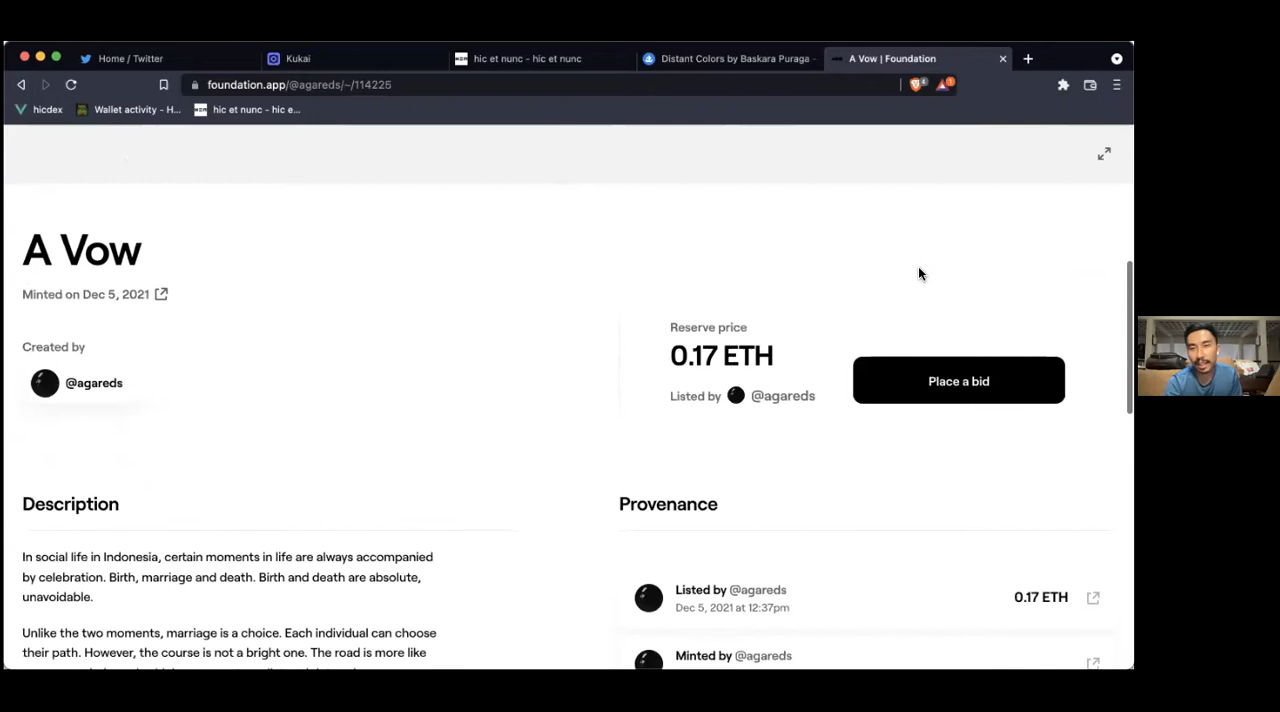 Home / Twitter
Kukai
hic et nunc - hic et nunc
Distant Colors by Baskara Puraga -
A Vow | Foundation
foundation.app/@agareds/~/114225
4
1
hicdex
Wallet activity - H...
hic et nunc - hic e...
A Vow
Minted on Dec 5, 2021
Created by
@agareds
Reserve price
0.17 ETH
Listed by @agareds
Place a bid
Description
In social life in Indonesia, certain moments in life are always accompanied
by celebration. Birth, marriage and death. Birth and death are absolute,
unavoidable.
Unlike the two moments, marriage is a choice. Each individual can choose
their path. However, the course is not a bright one. The road is more like
Provenance
Listed by @agareds
Dec 5, 2021 at 12:37pm
0.17 ETH
Minted by @agareds